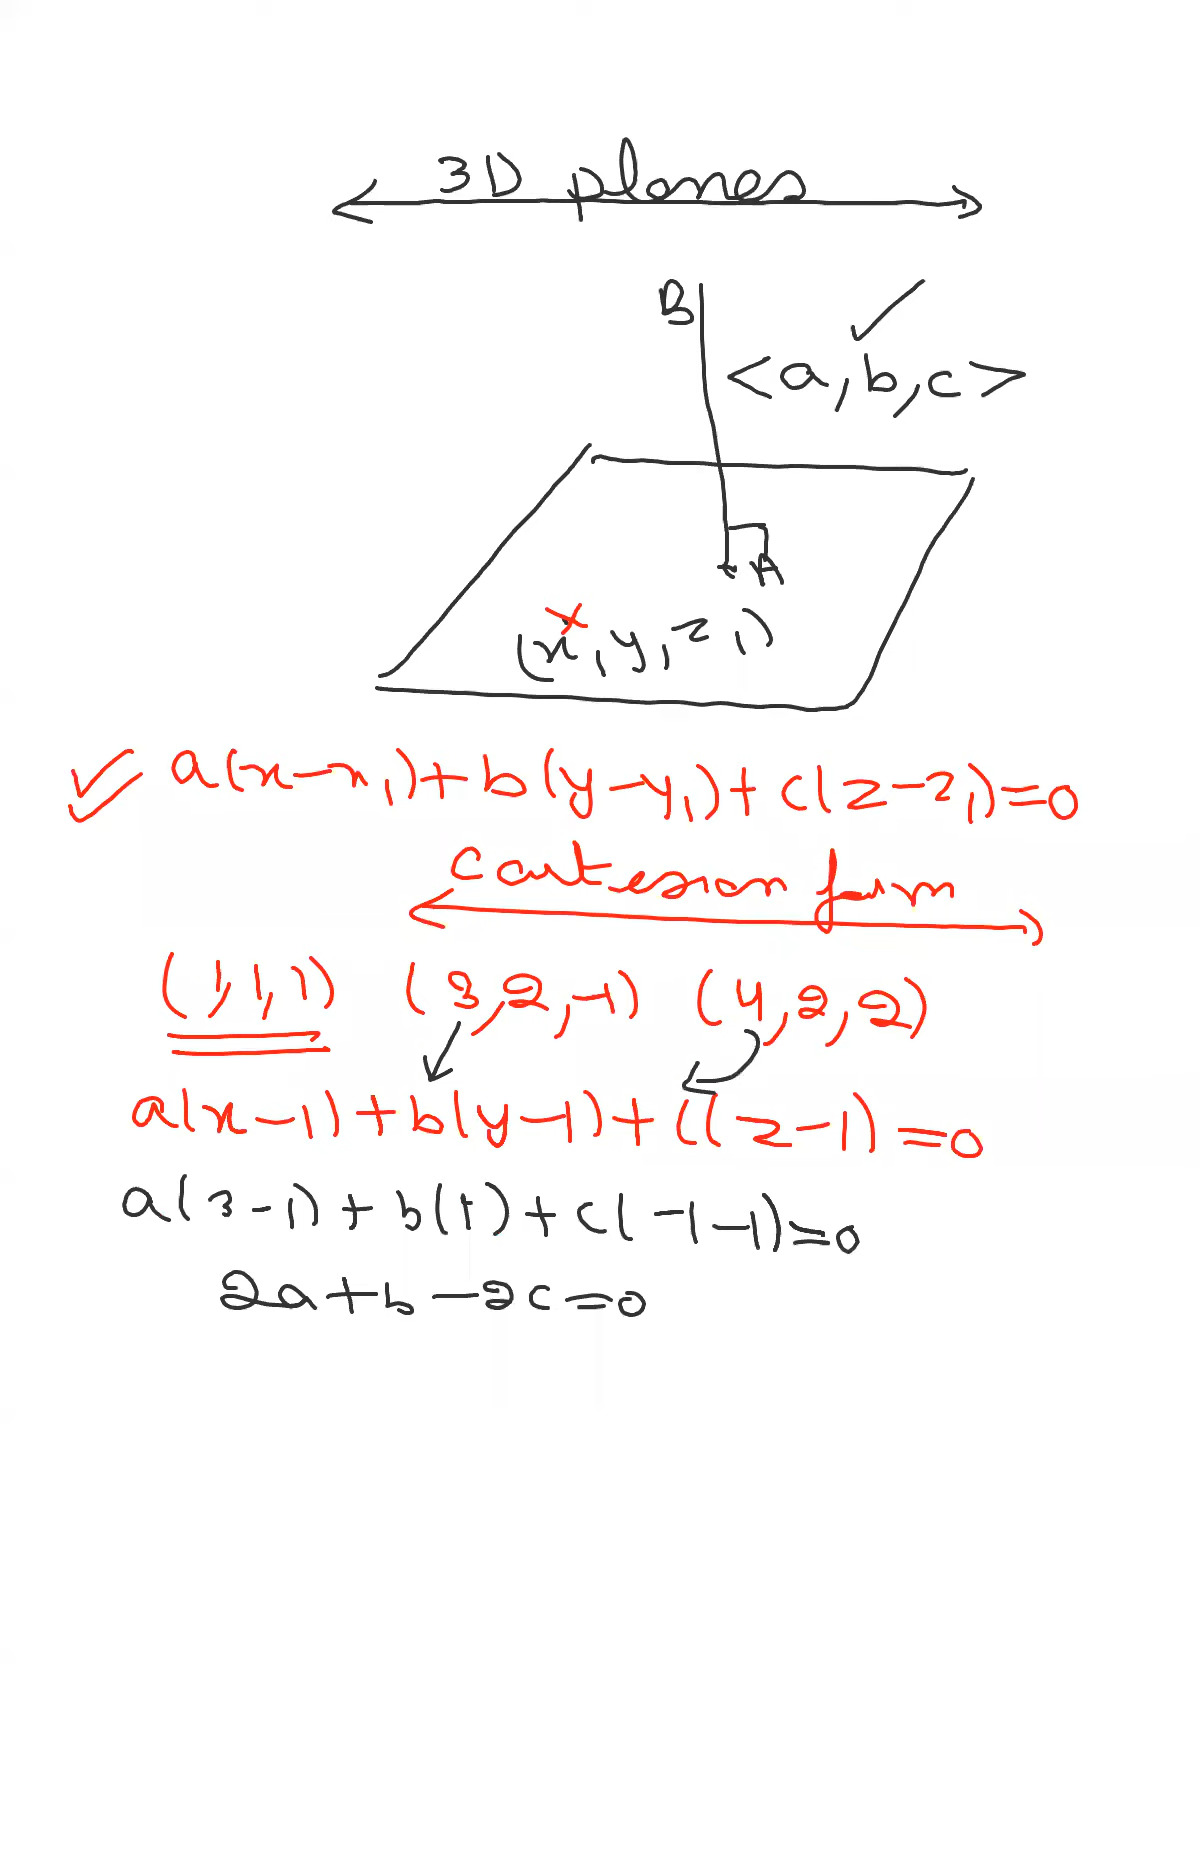 3D planes
B
<a,b,c>
A
(x₁,y₁,z₁)
a(x-x₁)+b(y-y₁)+c(z-z₁)=0
cartesian form
(1,1,1) (3,2,-1) (4,2,2)
a(x-1)+b(y-1)+c(z-1)=0
a(3-1)+b(1)+c(-1-1)=0
2a+b-2c=0